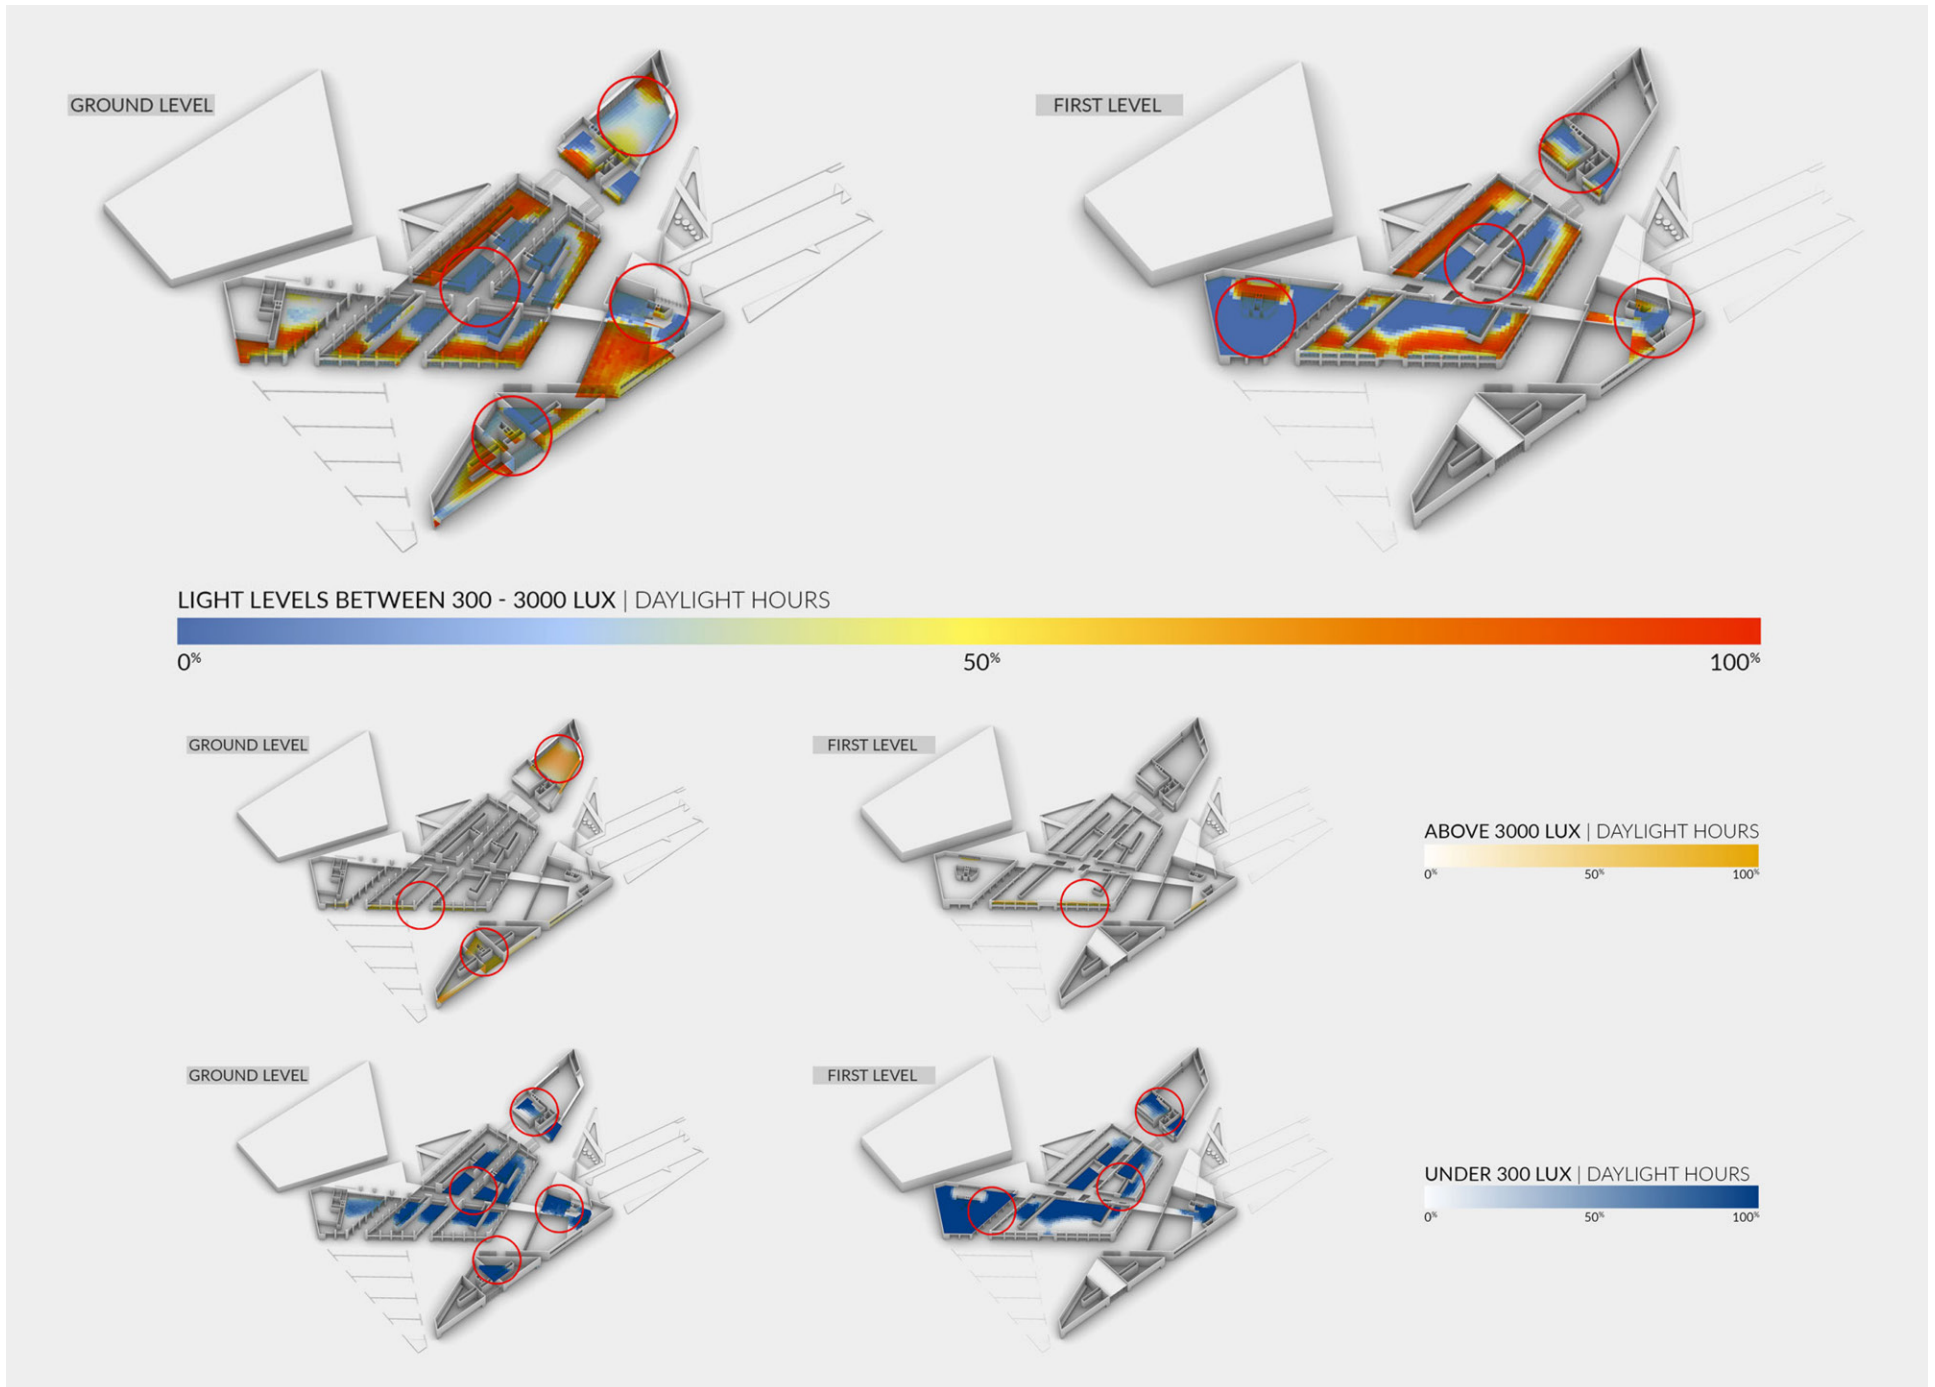 GROUND LEVEL
FIRST LEVEL
LIGHT LEVELS BETWEEN 300 - 3000 LUX | DAYLIGHT HOURS
0% 50% 100%
GROUND LEVEL
FIRST LEVEL
ABOVE 3000 LUX | DAYLIGHT HOURS
0% 50% 100%
GROUND LEVEL
FIRST LEVEL
UNDER 300 LUX | DAYLIGHT HOURS
0% 50% 100%